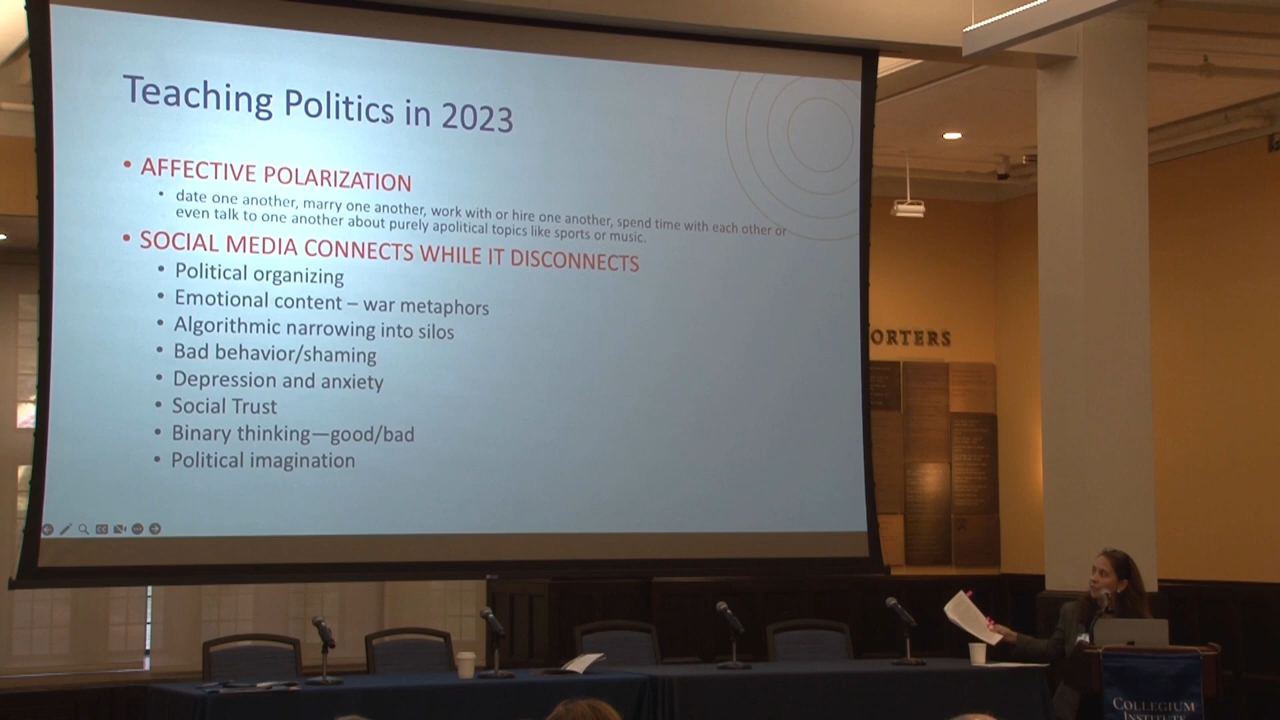 Teaching Politics in 2023
• AFFECTIVE POLARIZATION
• date one another, marry one another, work with or hire one another, spend time with each other or
even talk to one another about purely apolitical topics like sports or music.
• SOCIAL MEDIA CONNECTS WHILE IT DISCONNECTS
• Political organizing
• Emotional content – war metaphors
• Algorithmic narrowing into silos
• Bad behavior/shaming
• Depression and anxiety
• Social Trust
• Binary thinking—good/bad
• Political imagination
CC
ORTERS
COLLEGIUM
INSTITUTE